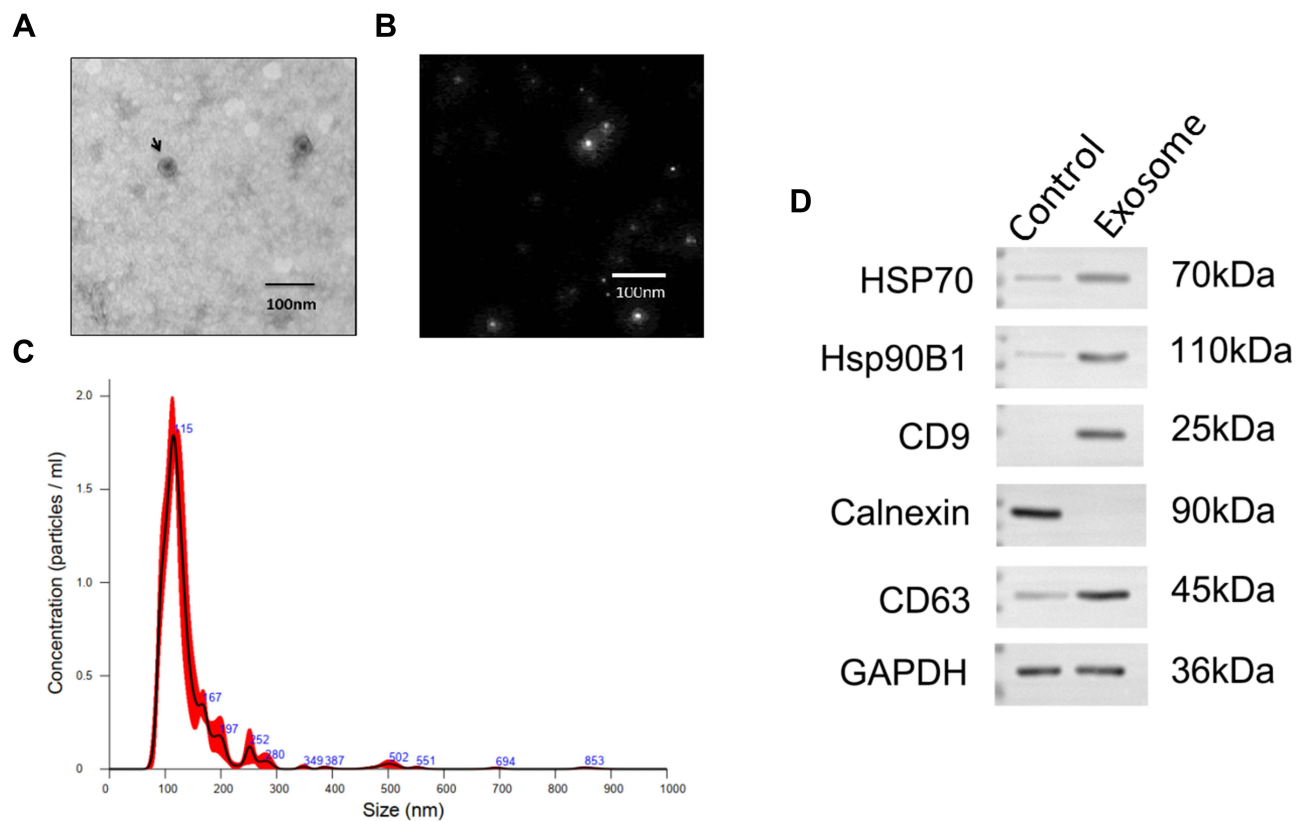 A
B
100nm
100nm
C
2.0
1.5
1.0
0.5
0
Concentration (particles / ml)
115
167
197
252
280
349
387
502
551
694
853
0
100
200
300
400
500
600
700
800
900
1000
Size (nm)
D
Control
Exosome
HSP70
70kDa
Hsp90B1
110kDa
CD9
25kDa
Calnexin
90kDa
CD63
45kDa
GAPDH
36kDa